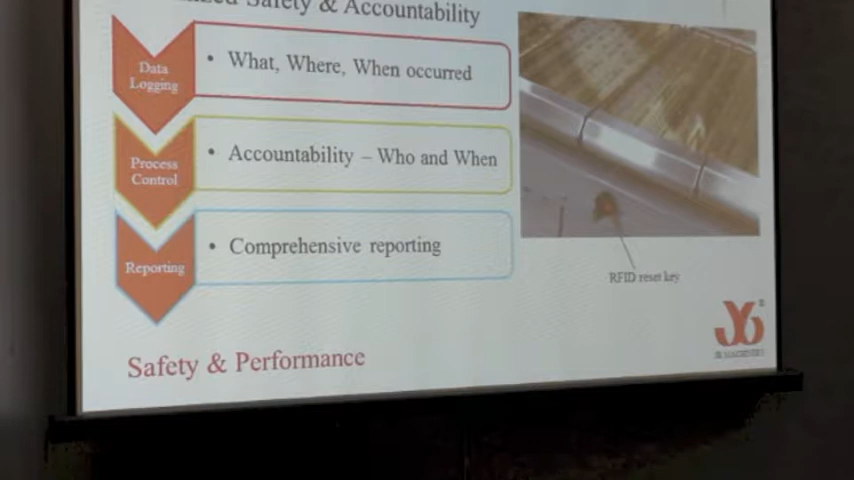 Safety & Accountability
Data
Logging
• What, Where, When occurred
Process
Control
• Accountability – Who and When
Reporting
• Comprehensive reporting
RFID reset key
Safety & Performance